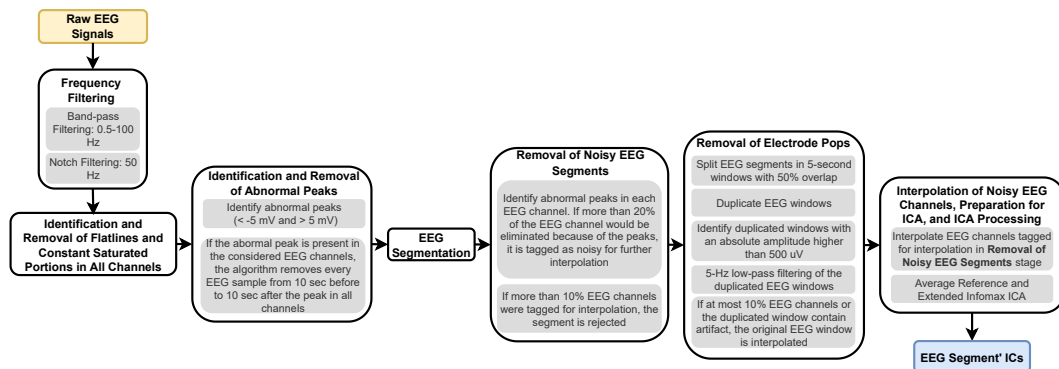 Raw EEG
Signals
Frequency
Filtering
Band-pass
Filtering: 0.5-100
Hz
Notch Filtering: 50
Hz
Identification and
Removal of Flatlines and
Constant Saturated
Portions in All Channels
Identification and Removal
of Abnormal Peaks
Identify abnormal peaks
(< -5 mV and > 5 mV)
If the abormal peak is present in
the considered EEG channels,
the algorithm removes every
EEG sample from 10 sec before
to 10 sec after the peak in all
channels
EEG
Segmentation
Removal of Noisy EEG
Segments
Identify abnormal peaks in each
EEG channel. If more than 20%
of the EEG channel would be
eliminated because of the peaks,
it is tagged as noisy for further
interpolation
If more than 10% EEG channels
were tagged for interpolation, the
segment is rejected
Removal of Electrode Pops
Split EEG segments in 5-second
windows with 50% overlap
Duplicate EEG windows
Identify duplicated windows with
an absolute amplitude higher
than 500 uV
5-Hz low-pass filtering of the
duplicated EEG windows
If at most 10% EEG channels or
the duplicated window contain
artifact, the original EEG window
is interpolated
Interpolation of Noisy EEG
Channels, Preparation for
ICA, and ICA Processing
Interpolate EEG channels tagged
for interpolation in Removal of
Noisy EEG Segments stage
Average Reference and
Extended Infomax ICA
EEG Segment' ICs